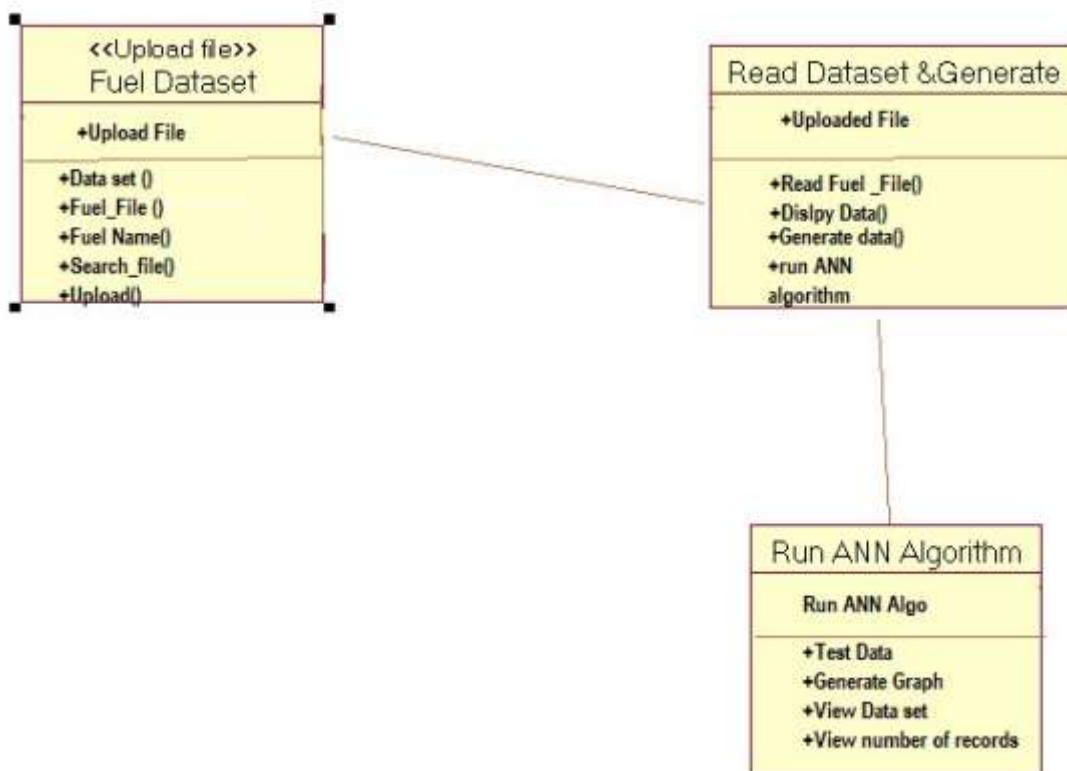 <<Upload file>>
Fuel Dataset
+Upload File
+Data set ()
+Fuel_File ()
+Fuel Name()
+Search_file()
+Upload()
Read Dataset &Generate
+Uploaded File
+Read Fuel _File()
+Dislpy Data()
+Generate data()
+run ANN
algorithm
Run ANN Algorithm
Run ANN Algo
+Test Data
+Generate Graph
+View Data set
+View number of records